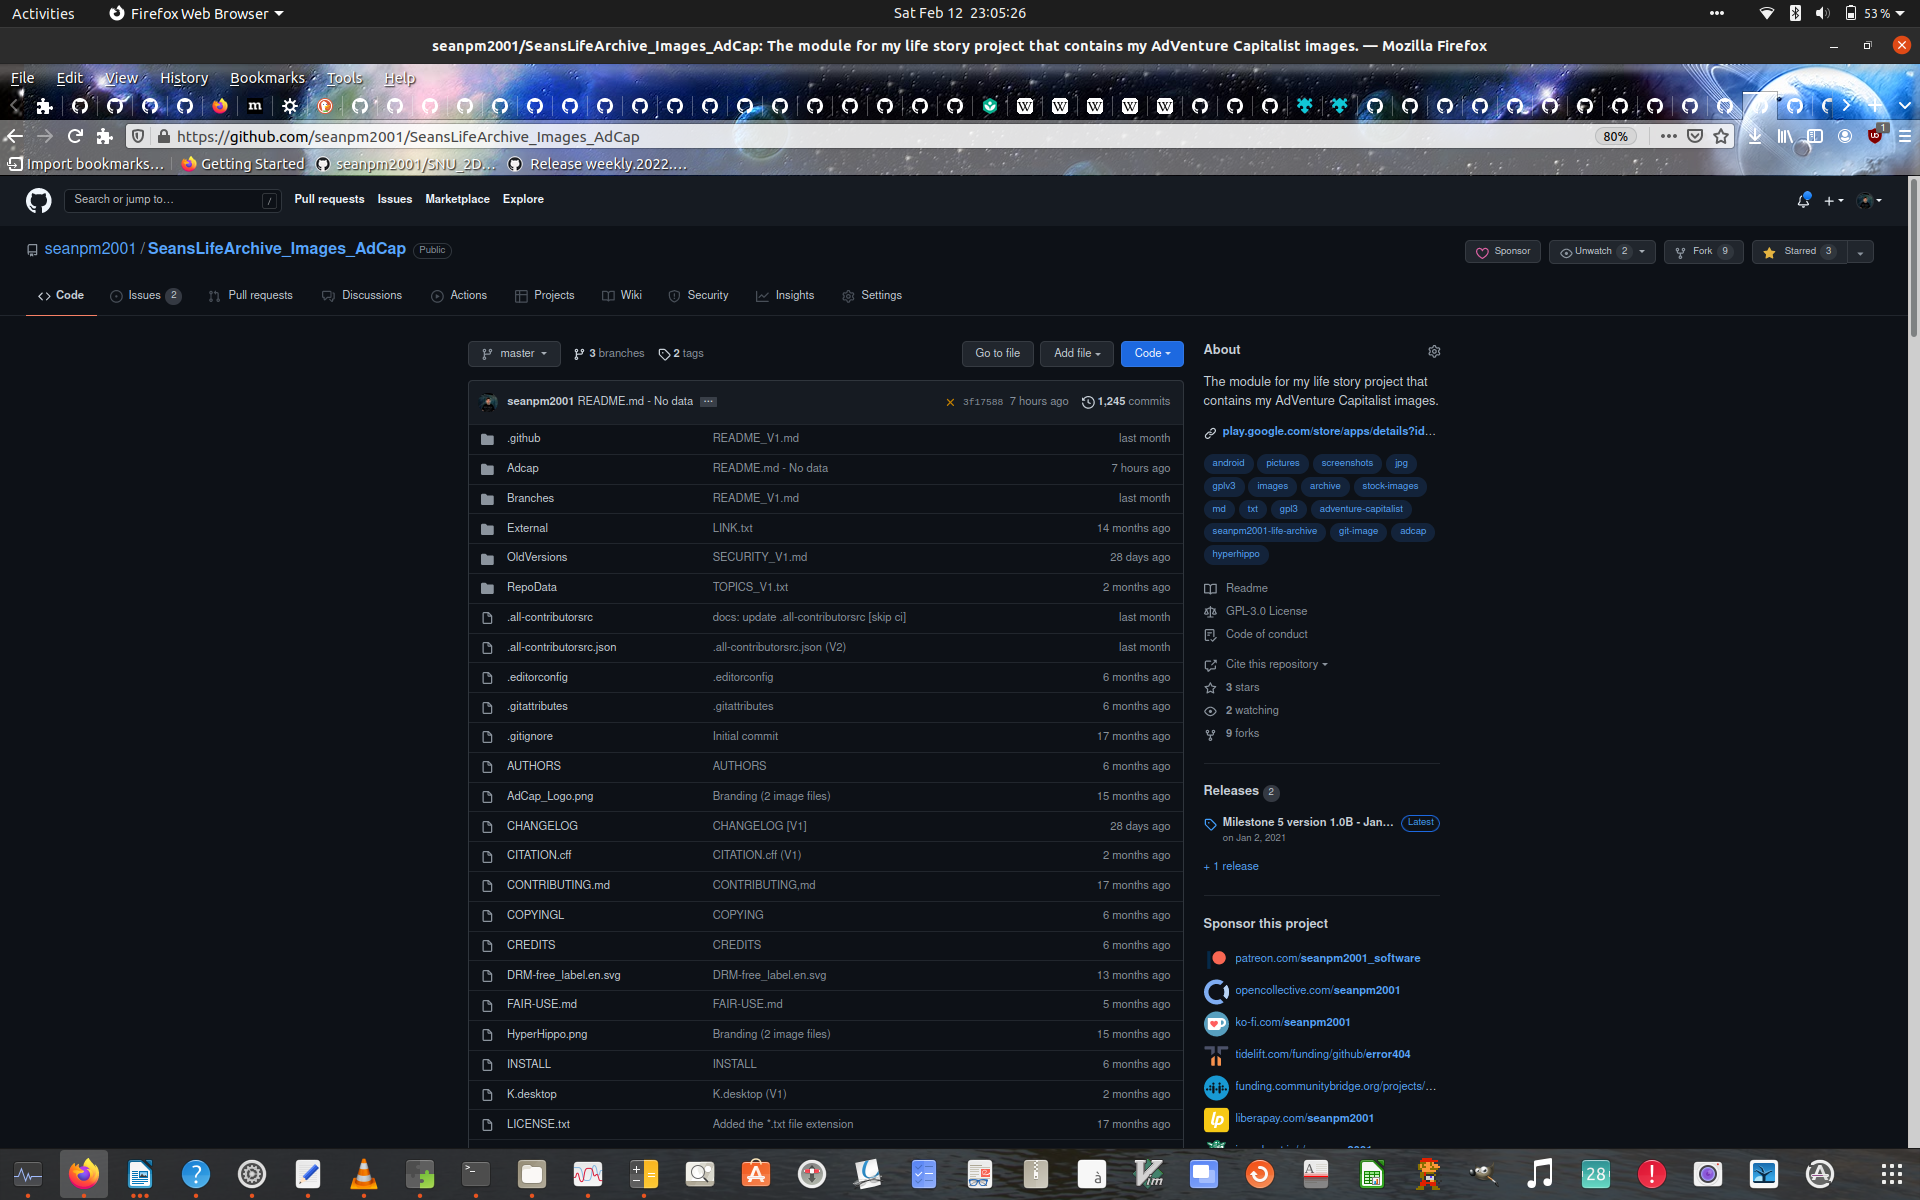 Activities Firefox Web Browser Sat Feb 12 23:05:26 53 %
seanpm2001/SeansLifeArchive_Images_AdCap: The module for my life story project that contains my AdVenture Capitalist images. — Mozilla Firefox
File Edit View History Bookmarks Tools Help
https://github.com/seanpm2001/SeansLifeArchive_Images_AdCap 80%
Import bookmarks... Getting Started seanpm2001/SNU_2D... Release weekly.2022....
Search or jump to... / Pull requests Issues Marketplace Explore
seanpm2001 / SeansLifeArchive_Images_AdCap Public Sponsor Unwatch 2 Fork 9 Starred 3
Code Issues 2 Pull requests Discussions Actions Projects Wiki Security Insights Settings
master 3 branches 2 tags Go to file Add file Code
seanpm2001 README.md - No data ... 3f17588 7 hours ago 1,245 commits
.github README_V1.md last month
Adcap README.md - No data 7 hours ago
Branches README_V1.md last month
External LINK.txt 14 months ago
OldVersions SECURITY_V1.md 28 days ago
RepoData TOPICS_V1.txt 2 months ago
.all-contributorsrc docs: update .all-contributorsrc [skip ci] last month
.all-contributorsrc.json .all-contributorsrc.json (V2) last month
.editorconfig .editorconfig 6 months ago
.gitattributes .gitattributes 6 months ago
.gitignore Initial commit 17 months ago
AUTHORS AUTHORS 6 months ago
AdCap_Logo.png Branding (2 image files) 15 months ago
CHANGELOG CHANGELOG [V1] 28 days ago
CITATION.cff CITATION.cff (V1) 2 months ago
CONTRIBUTING.md CONTRIBUTING,md 17 months ago
COPYINGL COPYING 6 months ago
CREDITS CREDITS 6 months ago
DRM-free_label.en.svg DRM-free_label.en.svg 13 months ago
FAIR-USE.md FAIR-USE.md 5 months ago
HyperHippo.png Branding (2 image files) 15 months ago
INSTALL INSTALL 6 months ago
K.desktop K.desktop (V1) 2 months ago
LICENSE.txt Added the *.txt file extension 17 months ago
About
The module for my life story project that
contains my AdVenture Capitalist images.
play.google.com/store/apps/details?id...
android pictures screenshots jpg
gplv3 images archive stock-images
md txt gpl3 adventure-capitalist
seanpm2001-life-archive git-image adcap
hyperhippo
Readme
GPL-3.0 License
Code of conduct
Cite this repository
3 stars
2 watching
9 forks
Releases 2
Milestone 5 version 1.0B - Jan... Latest
on Jan 2, 2021
+ 1 release
Sponsor this project
patreon.com/seanpm2001_software
opencollective.com/seanpm2001
ko-fi.com/seanpm2001
tidelift.com/funding/github/error404
funding.communitybridge.org/projects/...
liberapay.com/seanpm2001